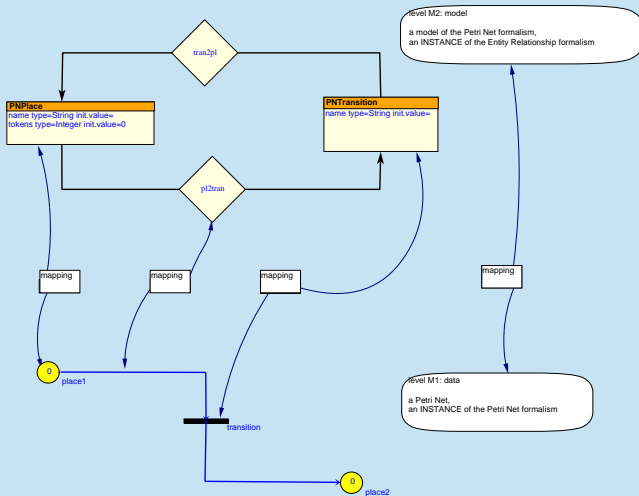 level M2: model
a model of the Petri Net formalism,
an INSTANCE of the Entity Relationship formalism
tran2pl
PNPlace
name type=String init.value=
tokens type=Integer init.value=0
PNTransition
name type=String init.value=
pl2tran
mapping
mapping
mapping
mapping
0
place1
level M1: data
a Petri Net,
an INSTANCE of the Petri Net formalism
transition
0
place2